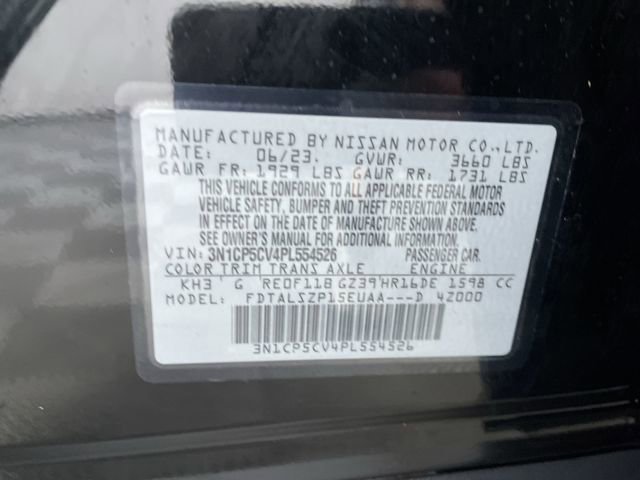 MANUFACTURED BY NISSAN MOTOR CO.,LTD.
DATE: 06/23. GVWR: 3660 LBS
GAWR FR: 1929 LBS GAWR RR: 1731 LBS
THIS VEHICLE CONFORMS TO ALL APPLICABLE FEDERAL MOTOR
VEHICLE SAFETY, BUMPER AND THEFT PREVENTION STANDARDS
IN EFFECT ON THE DATE OF MANUFACTURE SHOWN ABOVE.
SEE OWNER'S MANUAL FOR ADDITIONAL INFORMATION.
VIN: 3N1CP5CV4PL554526 PASSENGER CAR.
COLOR TRIM TRANS AXLE ENGINE
KH3 G RE0F11B GZ39 HR16DE 1598 CC
MODEL: FDTALSZP15EUAA---D 4Z000
3N1CP5CV4PL554526